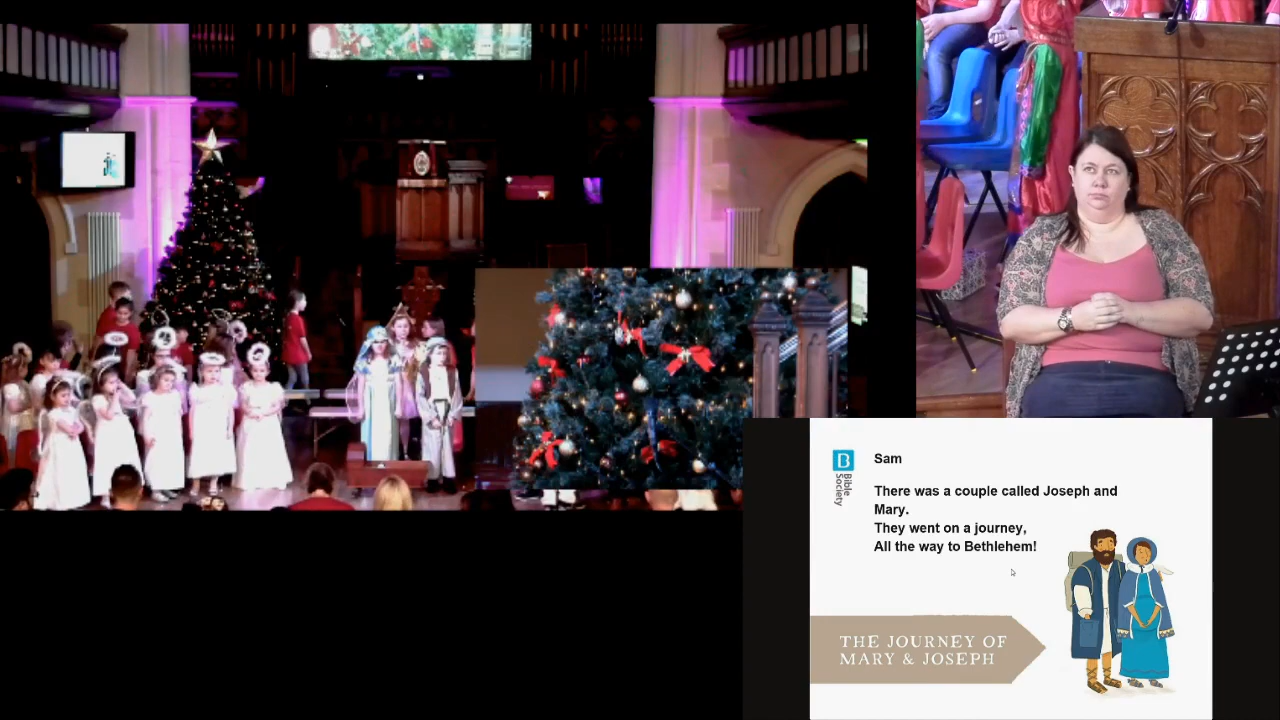 B
Bible
Society
Sam
There was a couple called Joseph and
Mary.
They went on a journey,
All the way to Bethlehem!
THE JOURNEY OF
MARY & JOSEPH